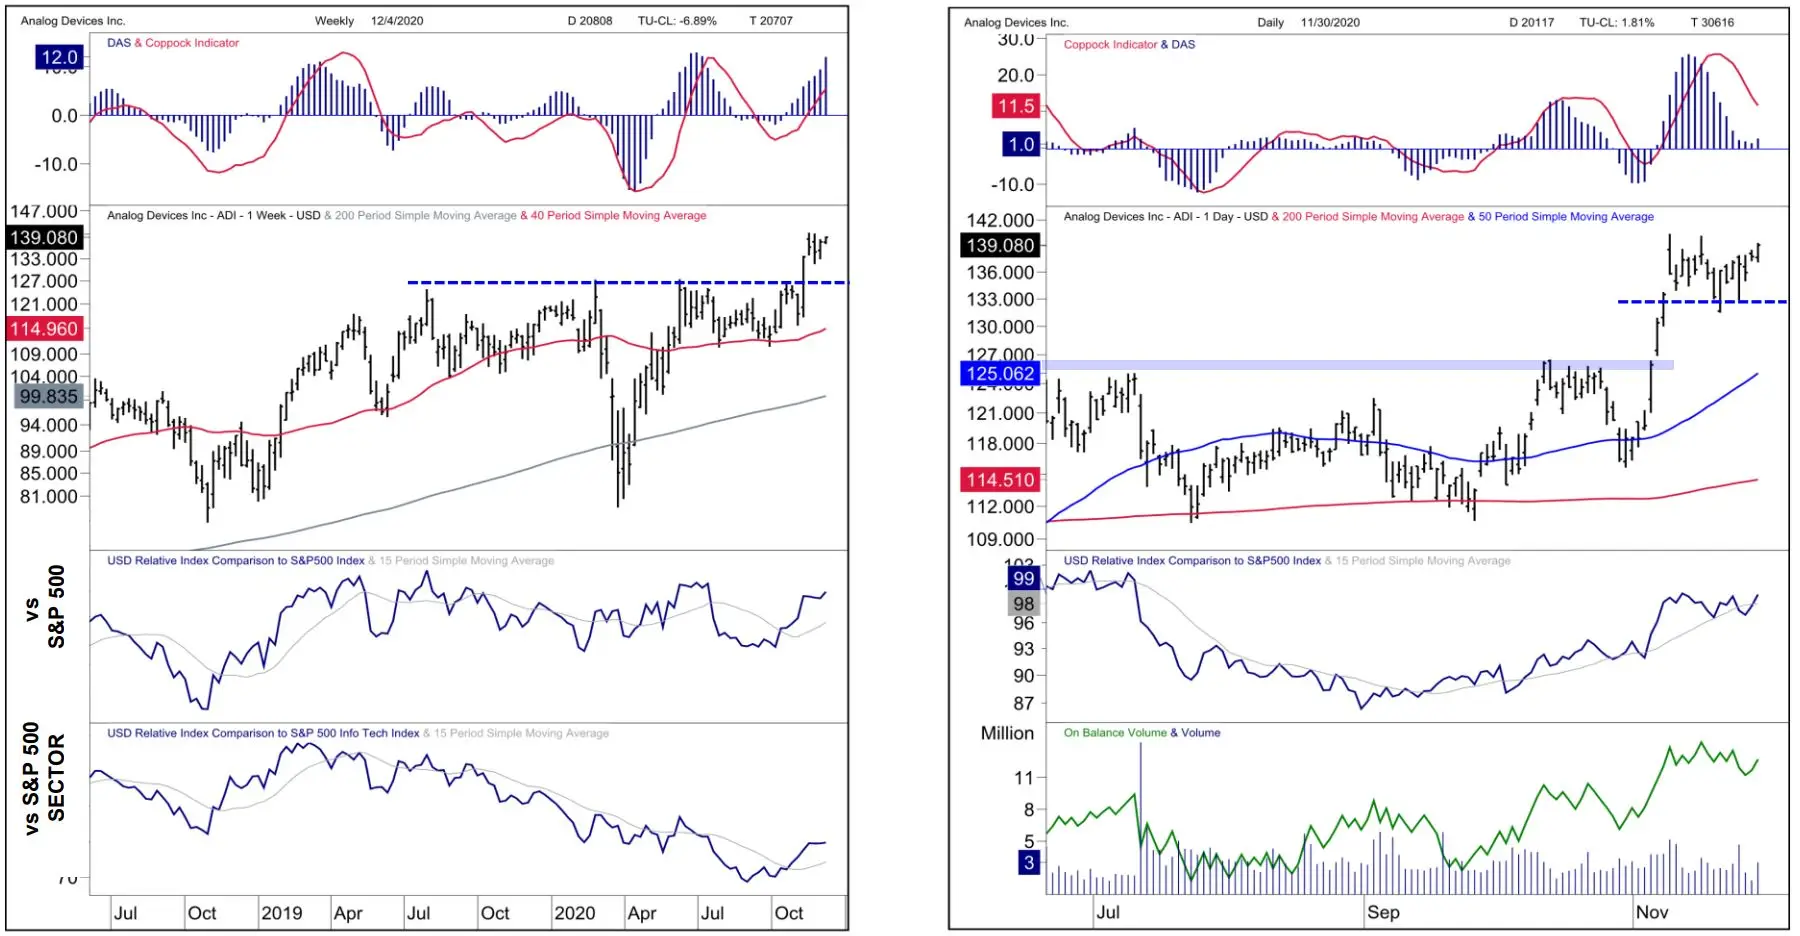 Analog Devices Inc. Weekly 12/4/2020 D 20808 TU-CL: -6.89% T 20707
DAS & Coppock Indicator
12.0
0.0
-10.0
147.000
Analog Devices Inc - ADI - 1 Week - USD & 200 Period Simple Moving Average & 40 Period Simple Moving Average
139.080
133.000
127.000
121.000
114.960
109.000
104.000
99.835
94.000
89.000
85.000
81.000
vs
S&P 500
USD Relative Index Comparison to S&P500 Index & 15 Period Simple Moving Average
vs S&P 500
SECTOR
USD Relative Index Comparison to S&P 500 Info Tech Index & 15 Period Simple Moving Average
Jul Oct 2019 Apr Jul Oct 2020 Apr Jul Oct
Analog Devices Inc. Daily 11/30/2020 D 20117 TU-CL: 1.81% T 30616
30.0
Coppock Indicator & DAS
20.0
11.5
1.0
-10.0
142.000
Analog Devices Inc - ADI - 1 Day - USD & 200 Period Simple Moving Average & 50 Period Simple Moving Average
139.080
136.000
133.000
130.000
127.000
125.062
121.000
118.000
114.510
112.000
109.000
USD Relative Index Comparison to S&P500 Index & 15 Period Simple Moving Average
99
98
96
93
90
87
Million
On Balance Volume & Volume
11
8
5
3
Jul Sep Nov